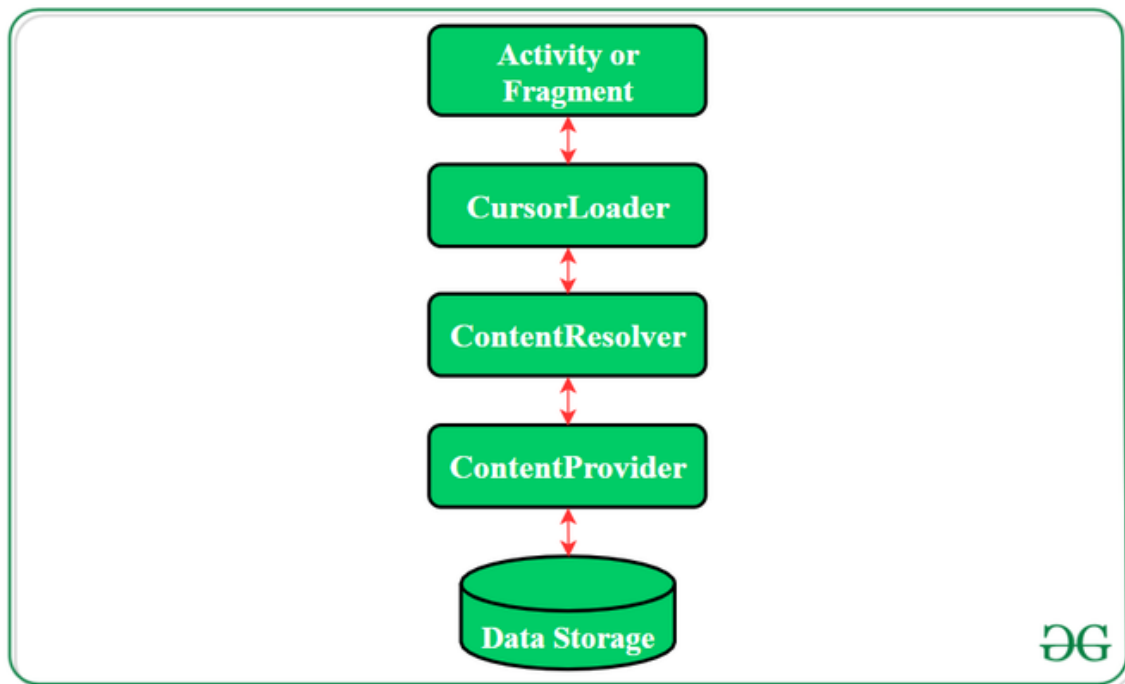 Activity or
Fragment
CursorLoader
ContentResolver
ContentProvider
Data Storage